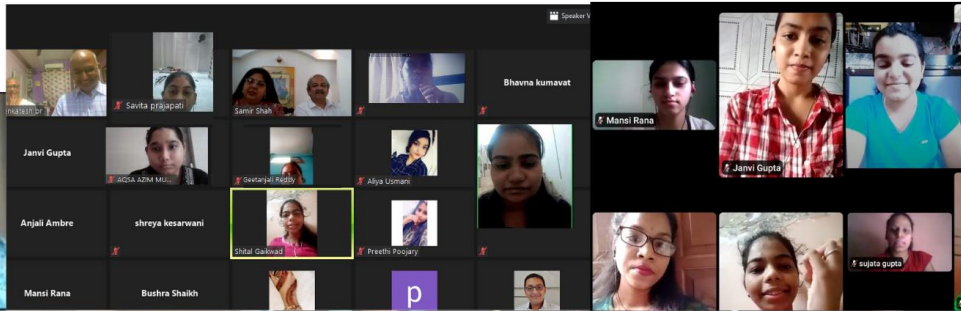 Speaker V
nkatesh br
Savita prajapati
Samir Shah
Bhavna kumavat
Janvi Gupta
AQSA AZIM MU...
Geetanjali Reddy
Aliya Usmani
Anjali Ambre
shreya kesarwani
Shital Gaikwad
Preethi Poojary
Mansi Rana
Bushra Shaikh
p
Mansi Rana
Janvi Gupta
sujata gupta